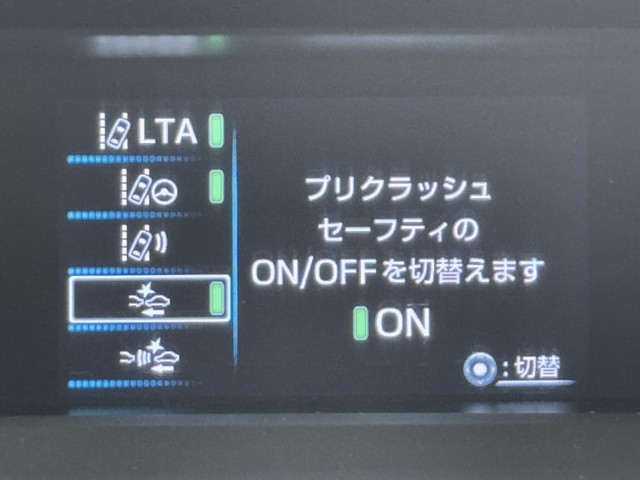 LTA
プリクラッシュ
セーフティの
ON/OFFを切替えます
ON
:切替